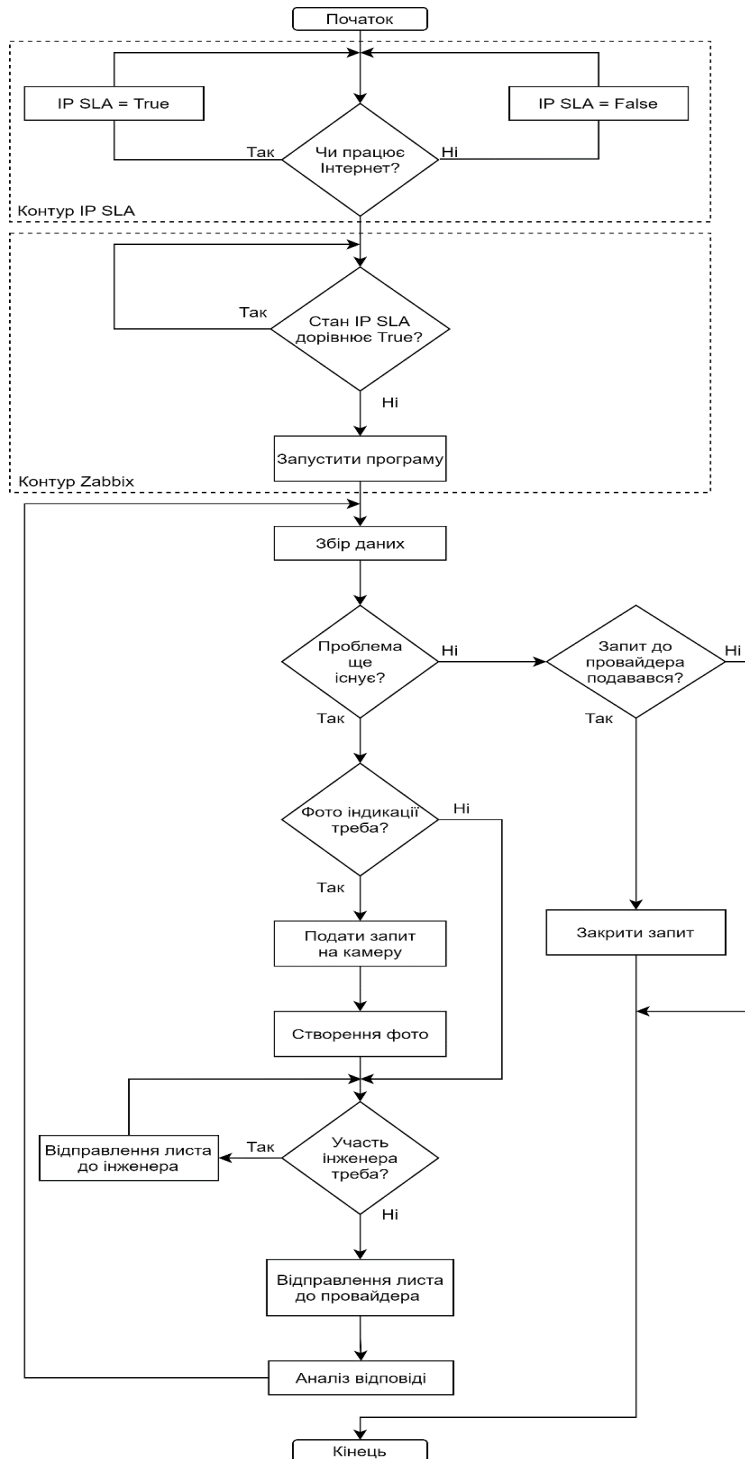 Початок
IP SLA = True
IP SLA = False
Чи працює
Інтернет?
Так
Ні
Контур IP SLA
Так
Стан IP SLA
дорівнює True?
Ні
Запустити програму
Контур Zabbix
Збір даних
Проблема
ще
існує?
Ні
Запит до
провайдера
подавався?
Ні
Так
Так
Фото індикації
треба?
Ні
Так
Подати запит
на камеру
Закрити запит
Створення фото
Відправлення листа
до інженера
Так
Участь
інженера
треба?
Ні
Відправлення листа
до провайдера
Аналіз відповіді
Кінець